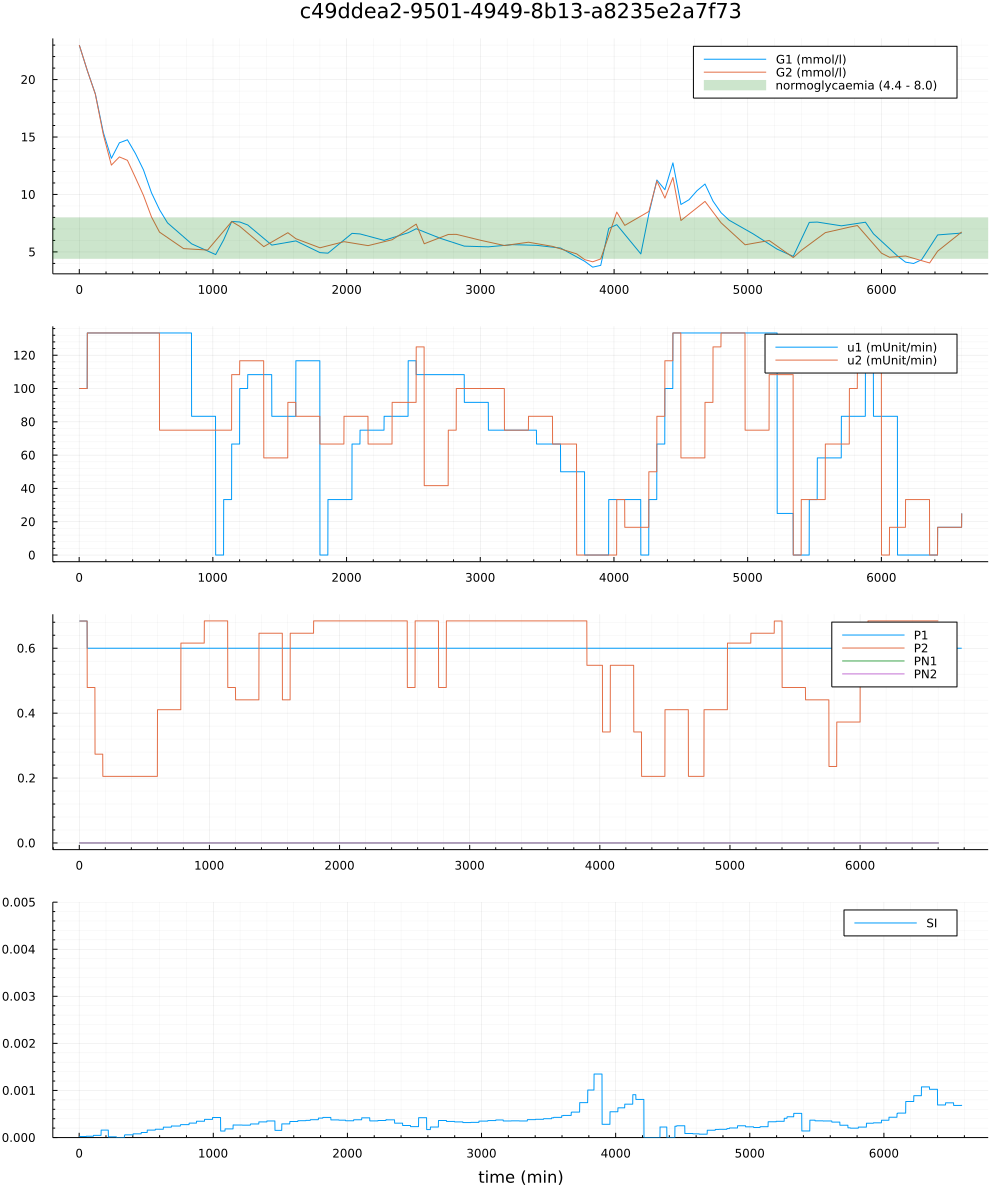 c49ddea2-9501-4949-8b13-a8235e2a7f73
G1 (mmol/l)
G2 (mmol/l)
normoglycaemia (4.4 - 8.0)
20
15
10
5
0 1000 2000 3000 4000 5000 6000
u1 (mUnit/min)
u2 (mUnit/min)
120
100
80
60
40
20
0
0 1000 2000 3000 4000 5000 6000
P1
P2
PN1
PN2
0.6
0.4
0.2
0.0
0 1000 2000 3000 4000 5000 6000
SI
0.005
0.004
0.003
0.002
0.001
0.000
0 1000 2000 3000 4000 5000 6000
time (min)